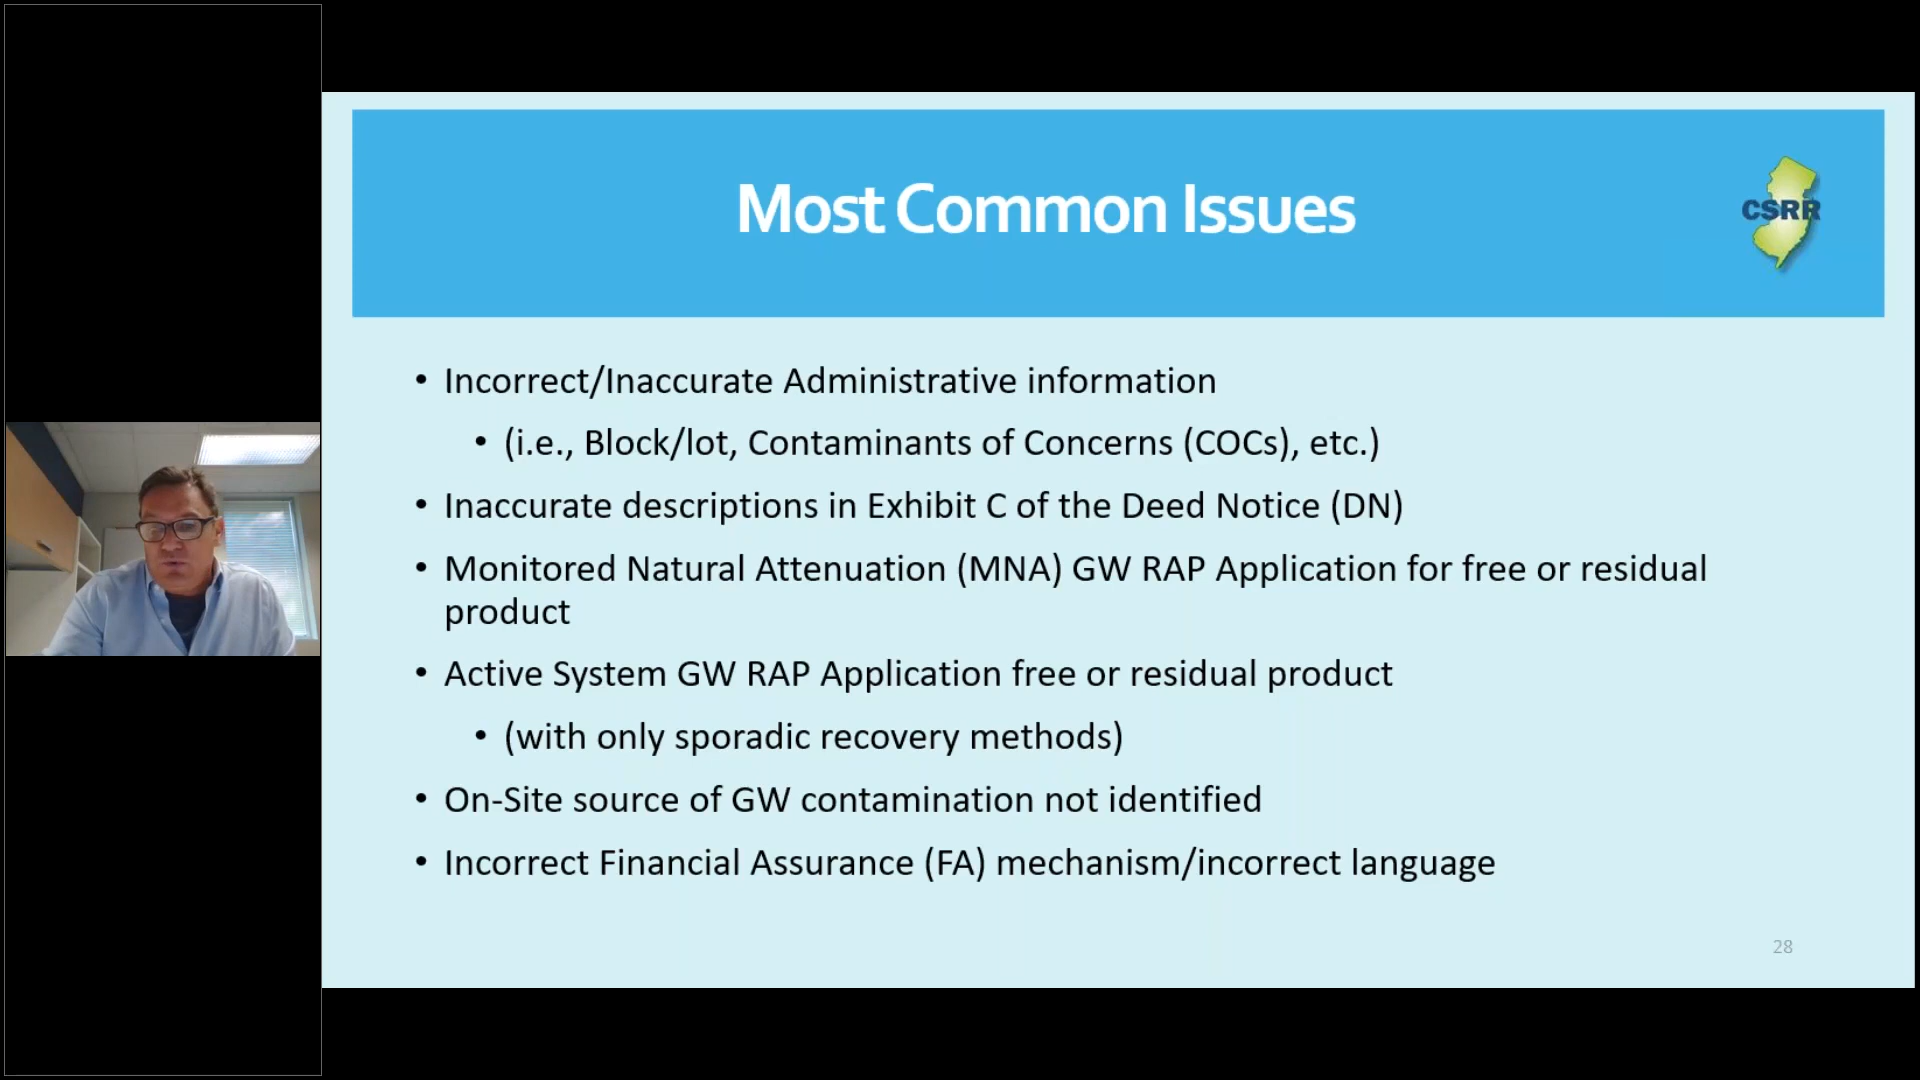 Most Common Issues
CSRR
• Incorrect/Inaccurate Administrative information
• (i.e., Block/lot, Contaminants of Concerns (COCs), etc.)
• Inaccurate descriptions in Exhibit C of the Deed Notice (DN)
• Monitored Natural Attenuation (MNA) GW RAP Application for free or residual
product
• Active System GW RAP Application free or residual product
• (with only sporadic recovery methods)
• On-Site source of GW contamination not identified
• Incorrect Financial Assurance (FA) mechanism/incorrect language
28